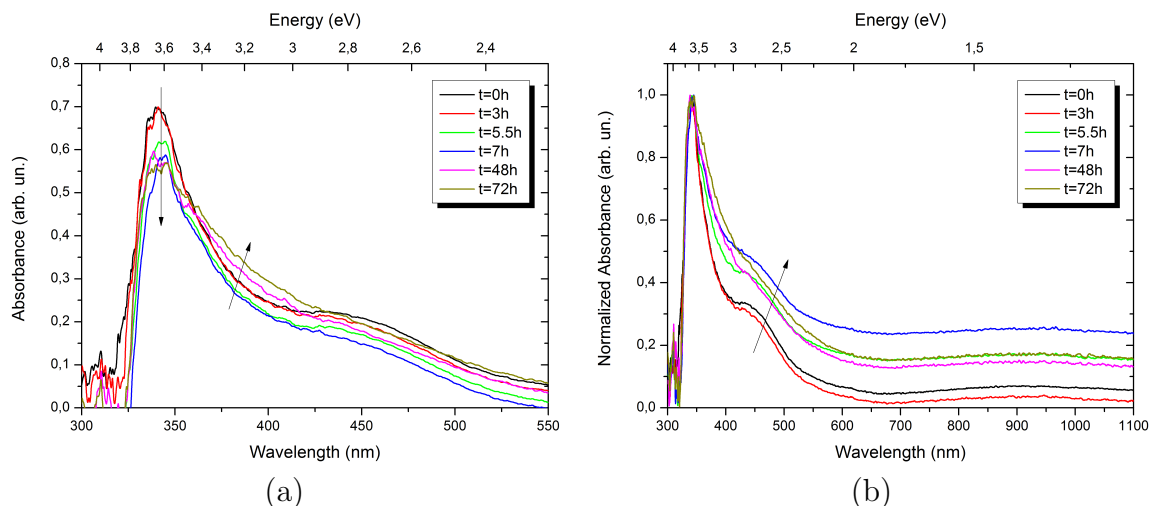 Energy (eV)
4 3,8 3,6 3,4 3,2 3 2,8 2,6 2,4
0,8
0,7
0,6
0,5
0,4
0,3
0,2
0,1
0,0
Absorbance (arb. un.)
t=0h
t=3h
t=5.5h
t=7h
t=48h
t=72h
300 350 400 450 500 550
Wavelength (nm)
(a)
Energy (eV)
4 3,5 3 2,5 2 1,5
1,0
0,8
0,6
0,4
0,2
0,0
Normalized Absorbance (arb. un.)
t=0h
t=3h
t=5.5h
t=7h
t=48h
t=72h
300 400 500 600 700 800 900 1000 1100
Wavelength (nm)
(b)